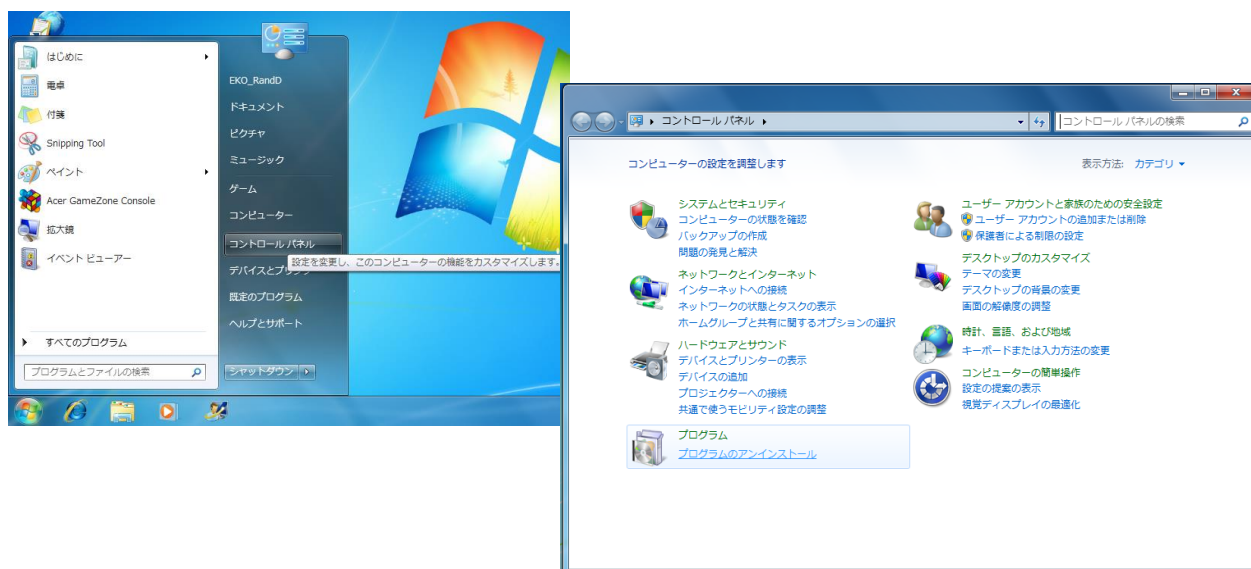 はじめに
電卓
付箋
Snipping Tool
ペイント
Acer GameZone Console
拡大鏡
イベント ビューアー
すべてのプログラム
プログラムとファイルの検索
EKO_RandD
ドキュメント
ピクチャ
ミュージック
ゲーム
コンピューター
コントロール パネル
設定を変更し、このコンピューターの機能をカスタマイズします。
デバイスとプリンター
既定のプログラム
ヘルプとサポート
シャットダウン
コントロール パネル
コントロール パネルの検索
コンピューターの設定を調整します
表示方法: カテゴリ
システムとセキュリティ
コンピューターの状態を確認
バックアップの作成
問題の発見と解決
ネットワークとインターネット
インターネットへの接続
ネットワークの状態とタスクの表示
ホームグループと共有に関するオプションの選択
ハードウェアとサウンド
デバイスとプリンターの表示
デバイスの追加
プロジェクターへの接続
共通で使うモビリティ設定の調整
プログラム
プログラムのアンインストール
ユーザー アカウントと家族のための安全設定
ユーザー アカウントの追加または削除
保護者による制限の設定
デスクトップのカスタマイズ
テーマの変更
デスクトップの背景の変更
画面の解像度の調整
時計、言語、および地域
キーボードまたは入力方法の変更
コンピューターの簡単操作
設定の提案の表示
視覚ディスプレイの最適化